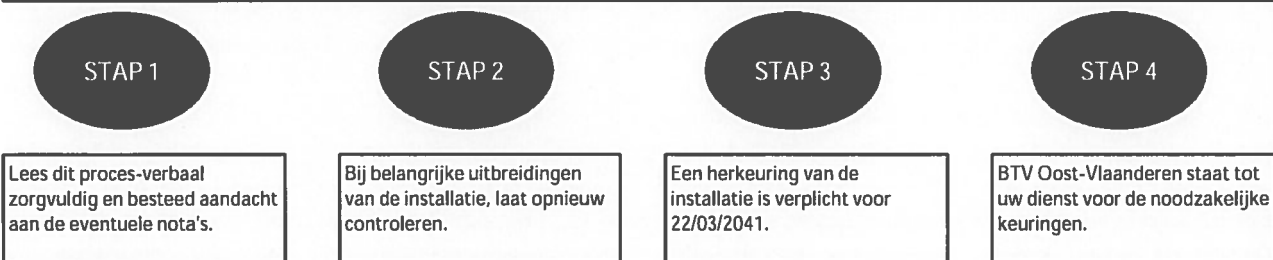 STAP 1
Lees dit proces-verbaal
zorgvuldig en besteed aandacht
aan de eventuele nota's.
STAP 2
Bij belangrijke uitbreidingen
van de installatie, laat opnieuw
controleren.
STAP 3
Een herkeuring van de
installatie is verplicht voor
22/03/2041.
STAP 4
BTV Oost-Vlaanderen staat tot
uw dienst voor de noodzakelijke
keuringen.